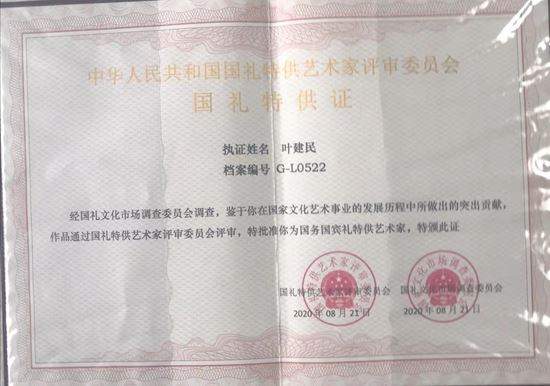 中华人民共和国国礼特供艺术家评审委员会
国礼特供证
执证姓名 叶建民
档案编号 G-L0522
经国礼文化市场调查委员会调查，鉴于你在国家文化艺术事业的发展历程中所做出的突出贡献，
作品通过国礼特供艺术家评审委员会评审，特批准你为国务国宾礼特供艺术家，特颁此证
国礼特供艺术家评审委员会 国礼文化市场调查委员会
2020年08月21日 2020年08月21日